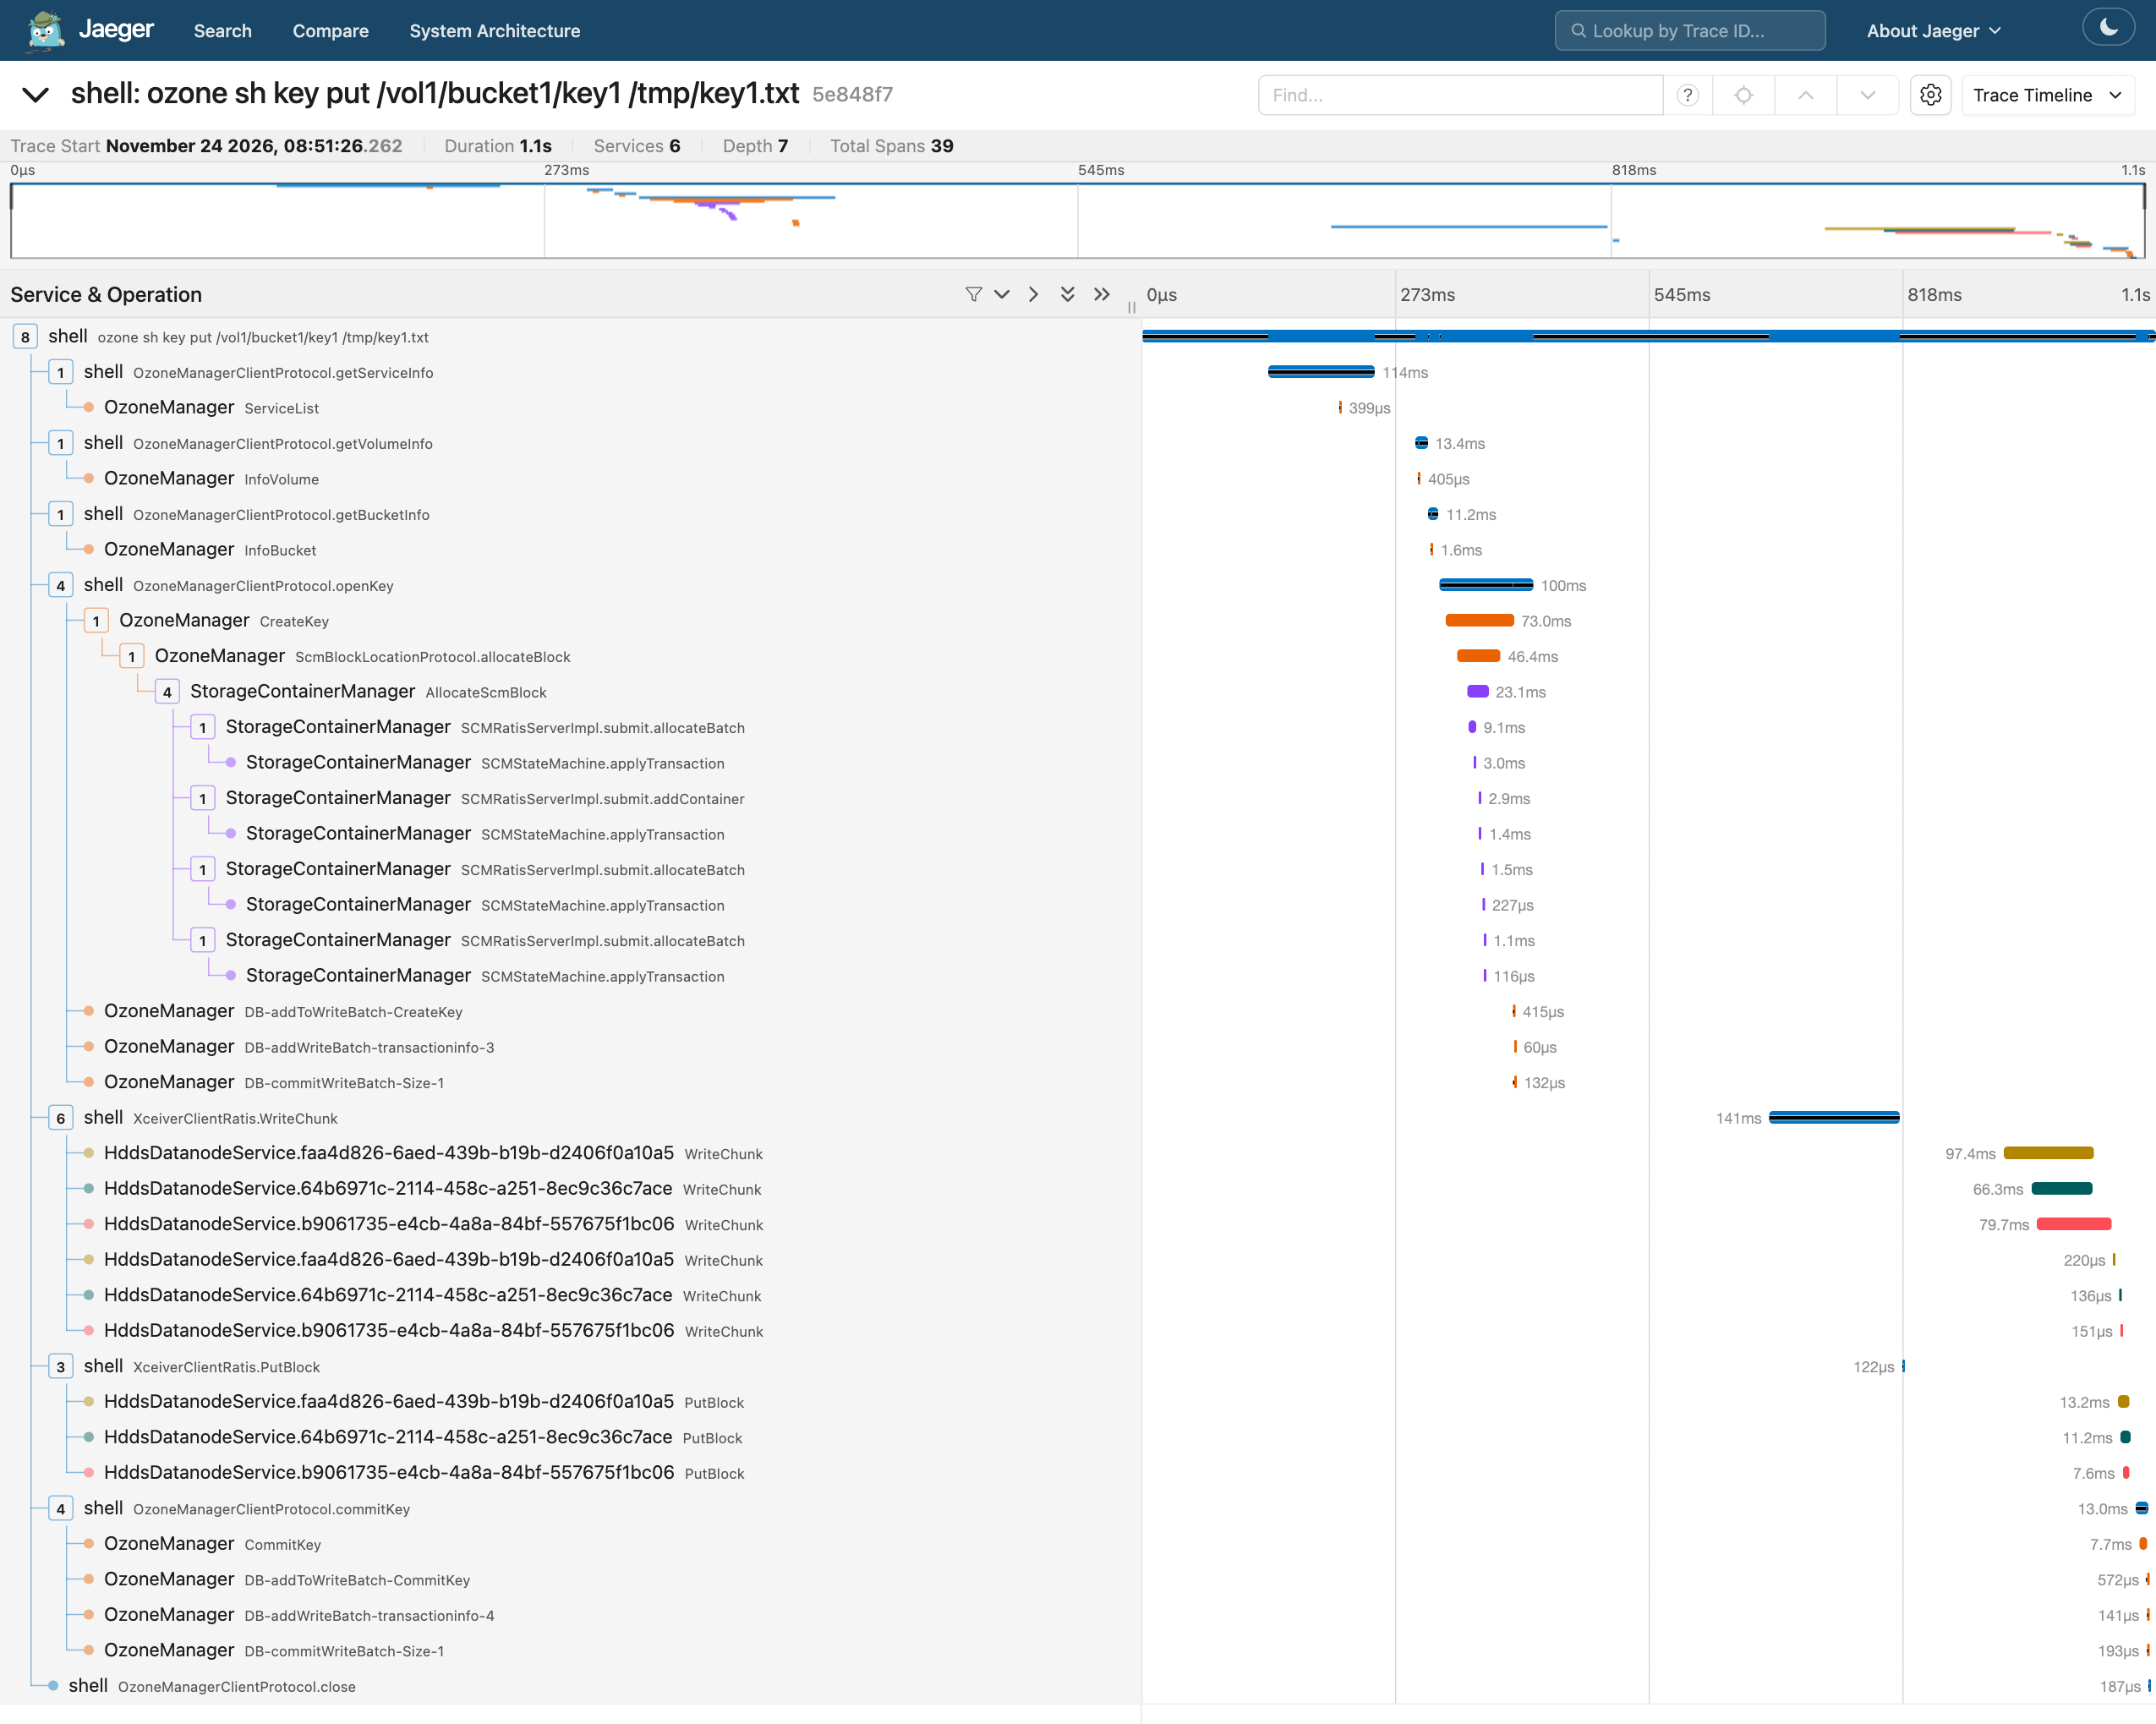 Jaeger Search Compare System Architecture Lookup by Trace ID... About Jaeger
shell: ozone sh key put /vol1/bucket1/key1 /tmp/key1.txt 5e848f7 Find... ? Trace Timeline
Trace Start November 24 2026, 08:51:26.262 Duration 1.1s Services 6 Depth 7 Total Spans 39
0μs 273ms 545ms 818ms 1.1s
Service & Operation 0μs 273ms 545ms 818ms 1.1s
8 shell ozone sh key put /vol1/bucket1/key1 /tmp/key1.txt
1 shell OzoneManagerClientProtocol.getServiceInfo 114ms
OzoneManager ServiceList 399μs
1 shell OzoneManagerClientProtocol.getVolumeInfo 13.4ms
OzoneManager InfoVolume 405μs
1 shell OzoneManagerClientProtocol.getBucketInfo 11.2ms
OzoneManager InfoBucket 1.6ms
4 shell OzoneManagerClientProtocol.openKey 100ms
1 OzoneManager CreateKey 73.0ms
1 OzoneManager ScmBlockLocationProtocol.allocateBlock 46.4ms
4 StorageContainerManager AllocateScmBlock 23.1ms
1 StorageContainerManager SCMRatisServerImpl.submit.allocateBatch 9.1ms
StorageContainerManager SCMStateMachine.applyTransaction 3.0ms
1 StorageContainerManager SCMRatisServerImpl.submit.addContainer 2.9ms
StorageContainerManager SCMStateMachine.applyTransaction 1.4ms
1 StorageContainerManager SCMRatisServerImpl.submit.allocateBatch 1.5ms
StorageContainerManager SCMStateMachine.applyTransaction 227μs
1 StorageContainerManager SCMRatisServerImpl.submit.allocateBatch 1.1ms
StorageContainerManager SCMStateMachine.applyTransaction 116μs
OzoneManager DB-addToWriteBatch-CreateKey 415μs
OzoneManager DB-addWriteBatch-transactioninfo-3 60μs
OzoneManager DB-commitWriteBatch-Size-1 132μs
6 shell XceiverClientRatis.WriteChunk 141ms
HddsDatanodeService.faa4d826-6aed-439b-b19b-d2406f0a10a5 WriteChunk 97.4ms
HddsDatanodeService.64b6971c-2114-458c-a251-8ec9c36c7ace WriteChunk 66.3ms
HddsDatanodeService.b9061735-e4cb-4a8a-84bf-557675f1bc06 WriteChunk 79.7ms
HddsDatanodeService.faa4d826-6aed-439b-b19b-d2406f0a10a5 WriteChunk 220μs
HddsDatanodeService.64b6971c-2114-458c-a251-8ec9c36c7ace WriteChunk 136μs
HddsDatanodeService.b9061735-e4cb-4a8a-84bf-557675f1bc06 WriteChunk 151μs
3 shell XceiverClientRatis.PutBlock 122μs
HddsDatanodeService.faa4d826-6aed-439b-b19b-d2406f0a10a5 PutBlock 13.2ms
HddsDatanodeService.64b6971c-2114-458c-a251-8ec9c36c7ace PutBlock 11.2ms
HddsDatanodeService.b9061735-e4cb-4a8a-84bf-557675f1bc06 PutBlock 7.6ms
4 shell OzoneManagerClientProtocol.commitKey 13.0ms
OzoneManager CommitKey 7.7ms
OzoneManager DB-addToWriteBatch-CommitKey 572μs
OzoneManager DB-addWriteBatch-transactioninfo-4 141μs
OzoneManager DB-commitWriteBatch-Size-1 193μs
shell OzoneManagerClientProtocol.close 187μs